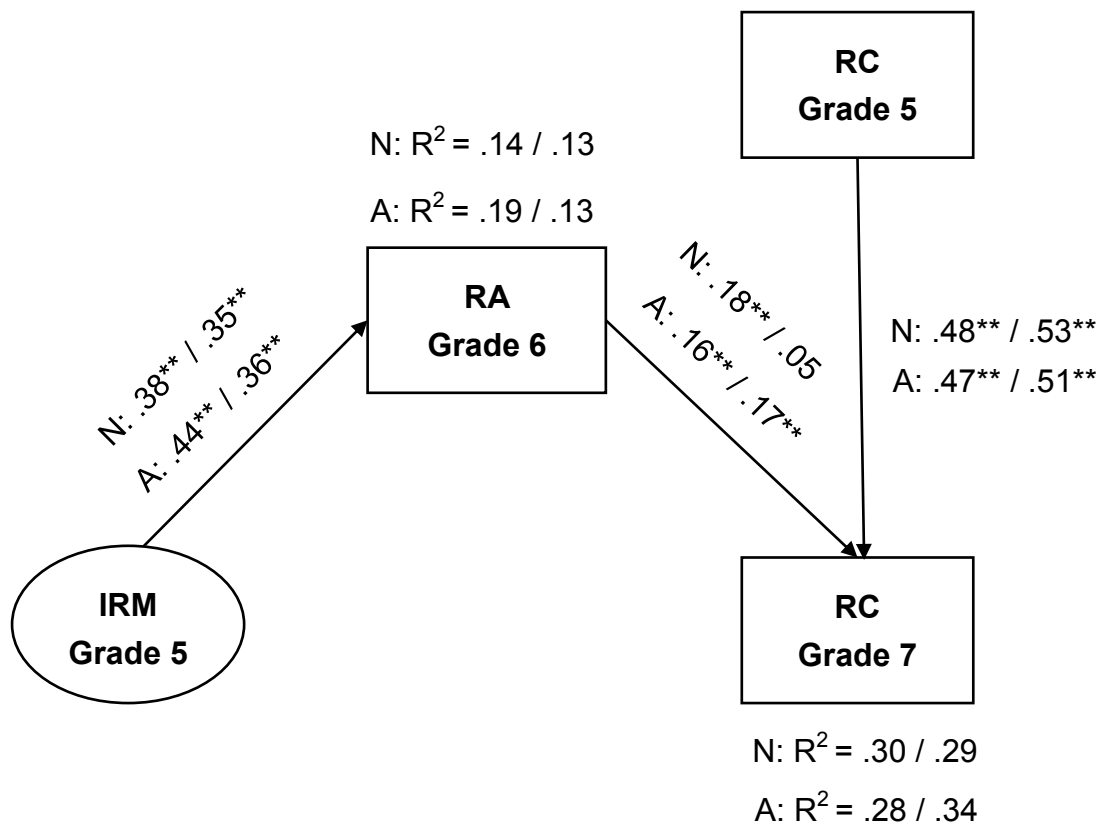 RC
Grade 5
N: R² = .14 / .13
A: R² = .19 / .13
RA
Grade 6
N: .38** / .35**
A: .44** / .36**
N: .18** / .05
A: .16** / .17**
N: .48** / .53**
A: .47** / .51**
IRM
Grade 5
RC
Grade 7
N: R² = .30 / .29
A: R² = .28 / .34